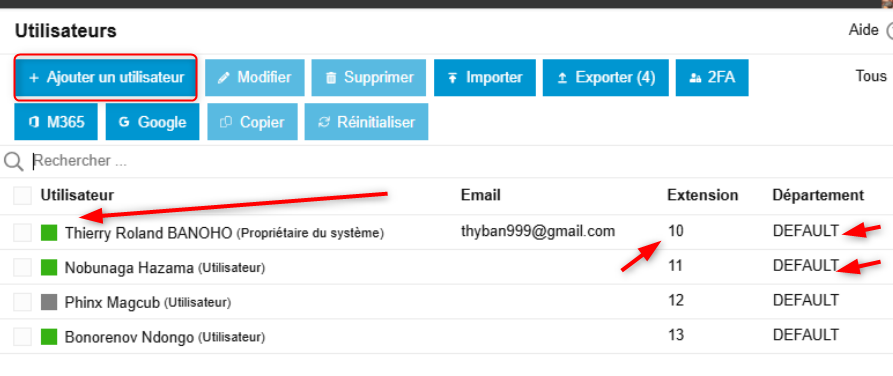 Utilisateurs Aide
+ Ajouter un utilisateur Modifier Supprimer Importer Exporter (4) 2FA Tous
M365 G Google Copier Réinitialiser
Rechercher ...
Utilisateur Email Extension Département
Thierry Roland BANOHO (Propriétaire du système) thyban999@gmail.com 10 DEFAULT
Nobunaga Hazama (Utilisateur) 11 DEFAULT
Phinx Magcub (Utilisateur) 12 DEFAULT
Bonorenov Ndongo (Utilisateur) 13 DEFAULT